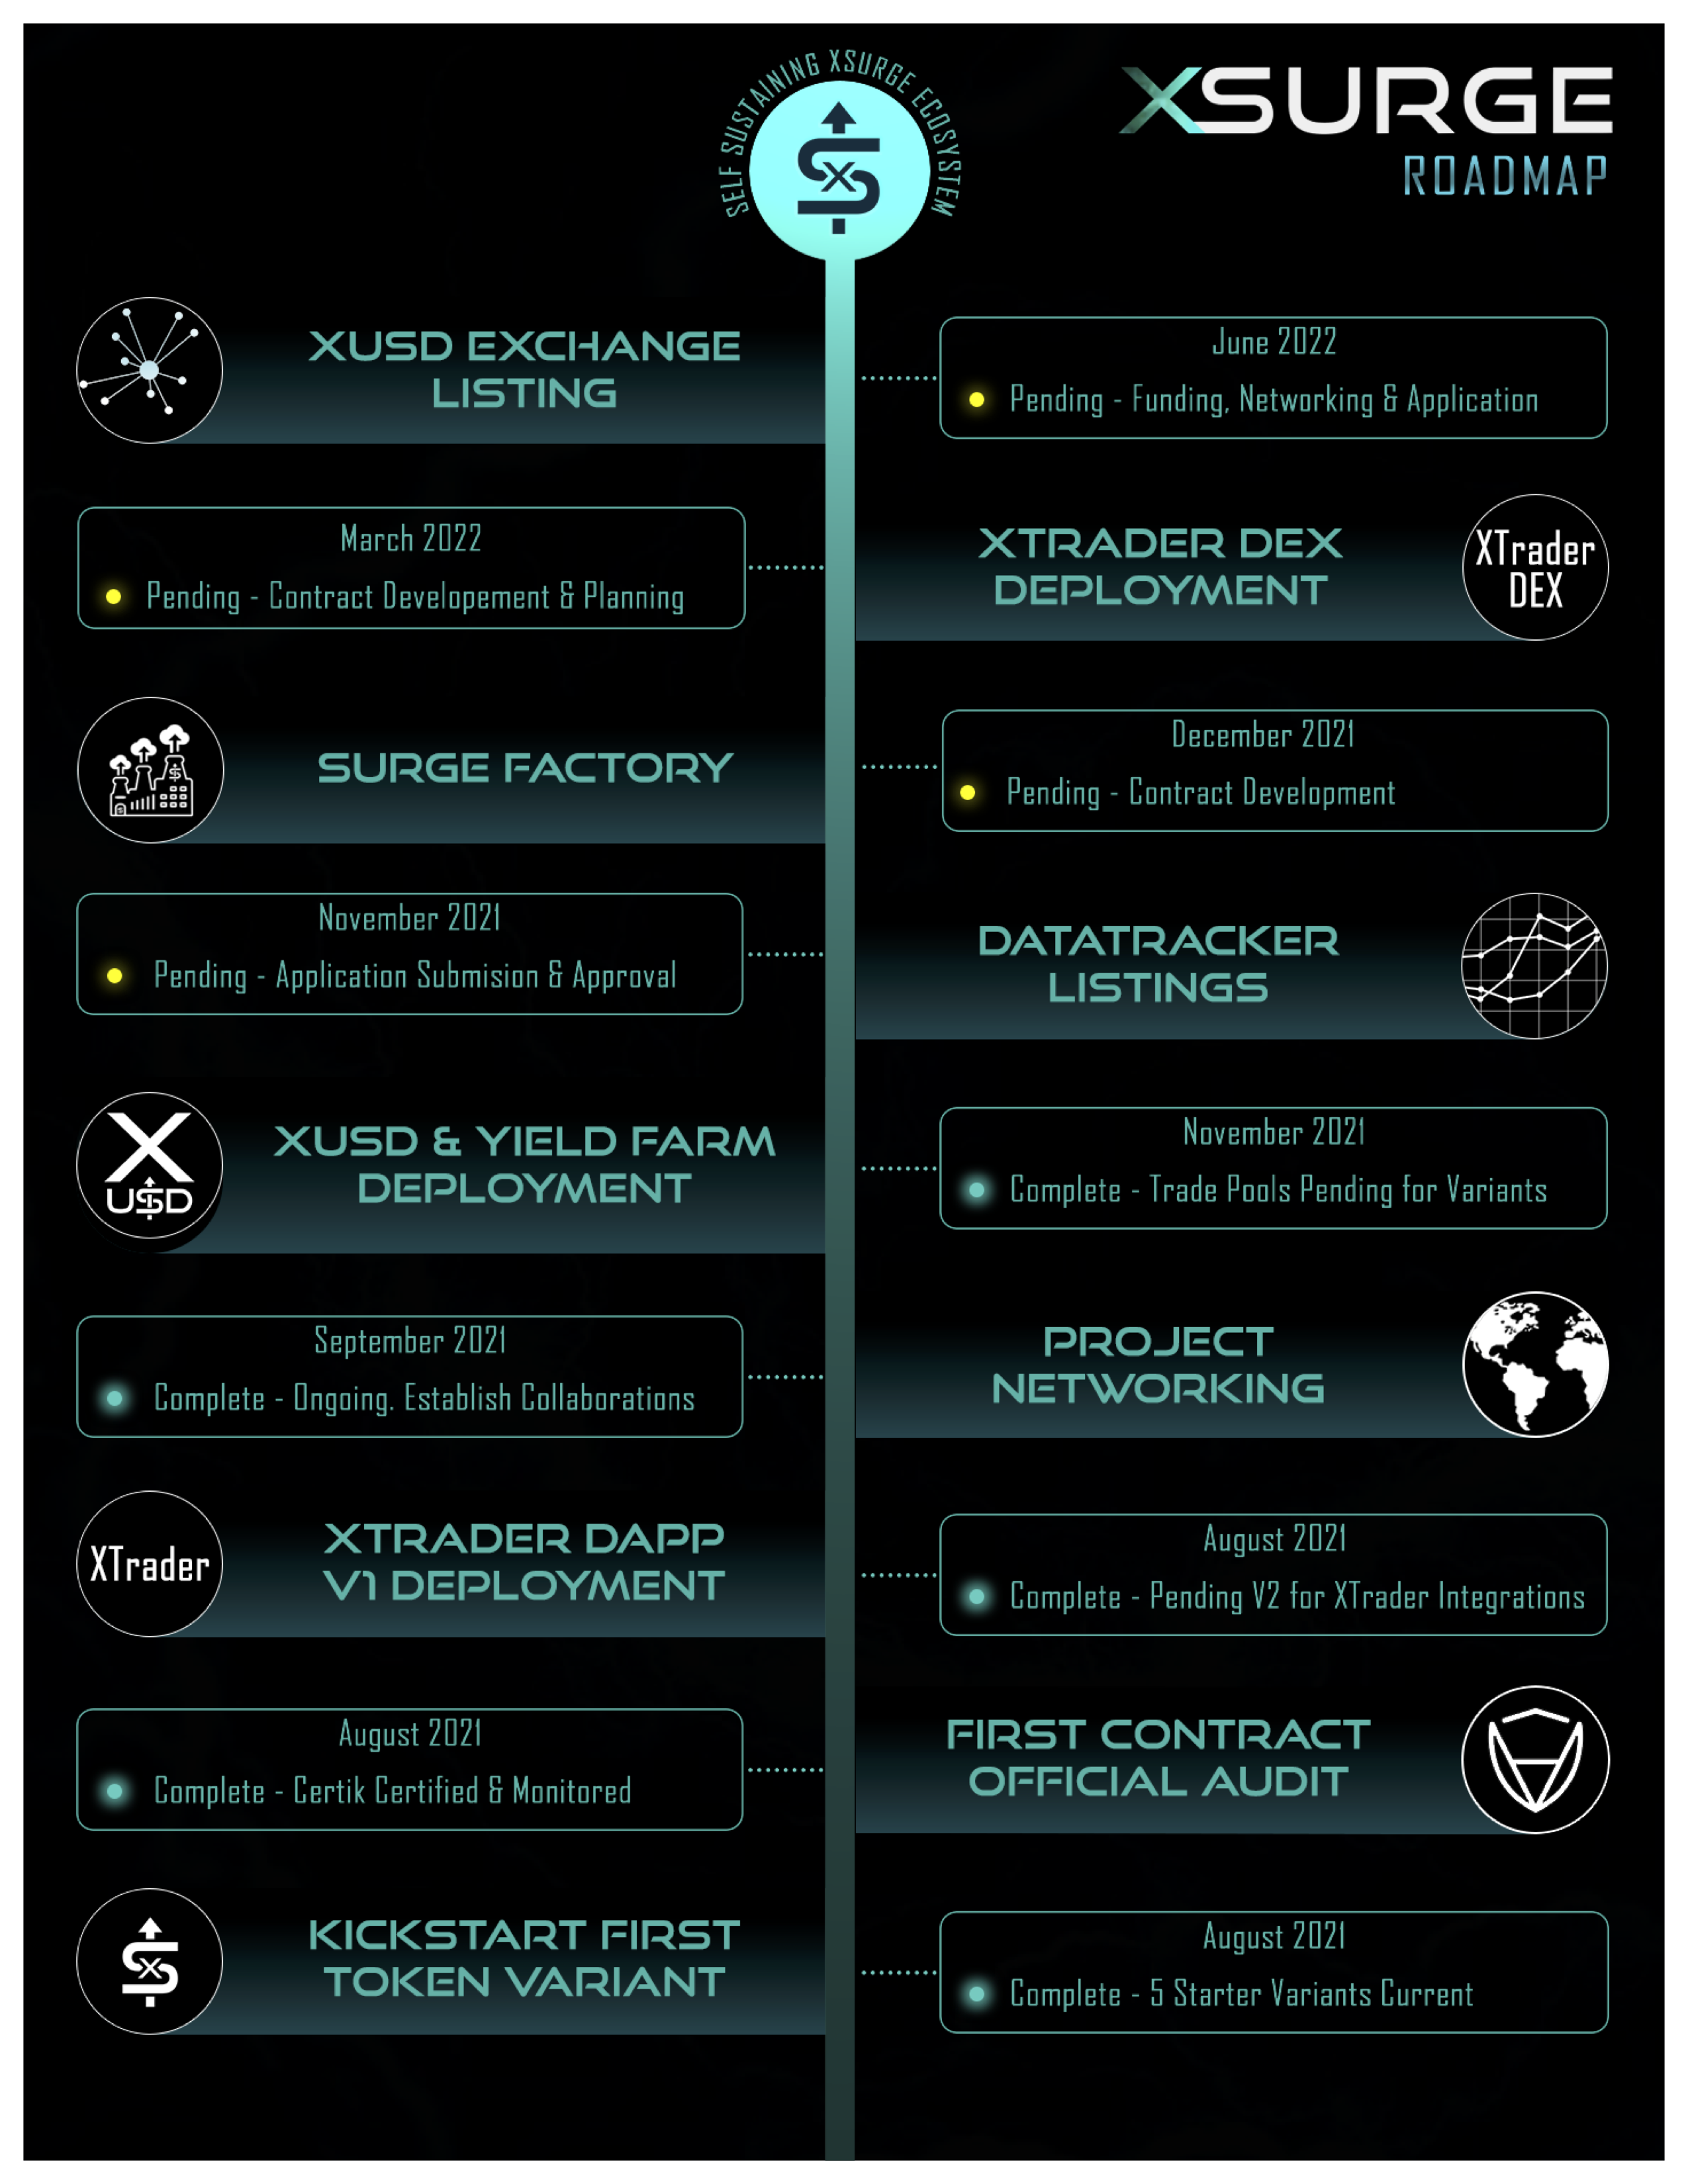 SELF SUSTAINING XSURGE ECOSYSTEM
XSURGE
ROADMAP
XUSD EXCHANGE
LISTING
June 2022
Pending - Funding, Networking & Application
March 2022
Pending - Contract Developement & Planning
XTRADER DEX
DEPLOYMENT
XTrader
DEX
SURGE FACTORY
December 2021
Pending - Contract Development
November 2021
Pending - Application Submision & Approval
DATATRACKER
LISTINGS
X
USD
XUSD & YIELD FARM
DEPLOYMENT
November 2021
Complete - Trade Pools Pending for Variants
September 2021
Complete - Ongoing. Establish Collaborations
PROJECT
NETWORKING
XTrader
XTRADER DAPP
V1 DEPLOYMENT
August 2021
Complete - Pending V2 for XTrader Integrations
August 2021
Complete - Certik Certified & Monitored
FIRST CONTRACT
OFFICIAL AUDIT
KICKSTART FIRST
TOKEN VARIANT
August 2021
Complete - 5 Starter Variants Current